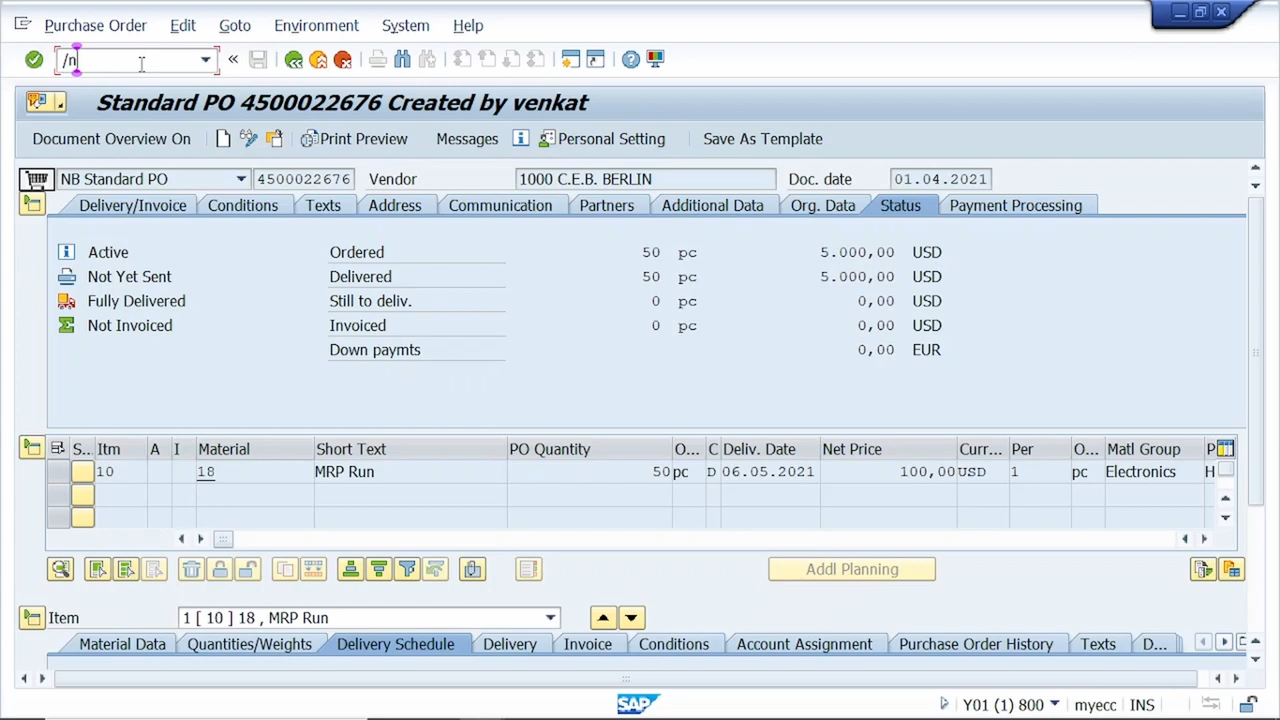 Purchase Order Edit Goto Environment System Help
/n
Standard PO 4500022676 Created by venkat
Document Overview On Print Preview Messages Personal Setting Save As Template
NB Standard PO 4500022676 Vendor 1000 C.E.B. BERLIN Doc. date 01.04.2021
Delivery/Invoice Conditions Texts Address Communication Partners Additional Data Org. Data Status Payment Processing
Active Ordered 50 pc 5.000,00 USD
Not Yet Sent Delivered 50 pc 5.000,00 USD
Fully Delivered Still to deliv. 0 pc 0,00 USD
Not Invoiced Invoiced 0 pc 0,00 USD
Down paymts 0,00 EUR
S... Itm A I Material Short Text PO Quantity O... C Deliv. Date Net Price Curr... Per O... Matl Group P
10 18 MRP Run 50 pc D 06.05.2021 100,00 USD 1 pc Electronics H
Addl Planning
Item 1 [ 10 ] 18 , MRP Run
Material Data Quantities/Weights Delivery Schedule Delivery Invoice Conditions Account Assignment Purchase Order History Texts D...
SAP Y01 (1) 800 myecc INS